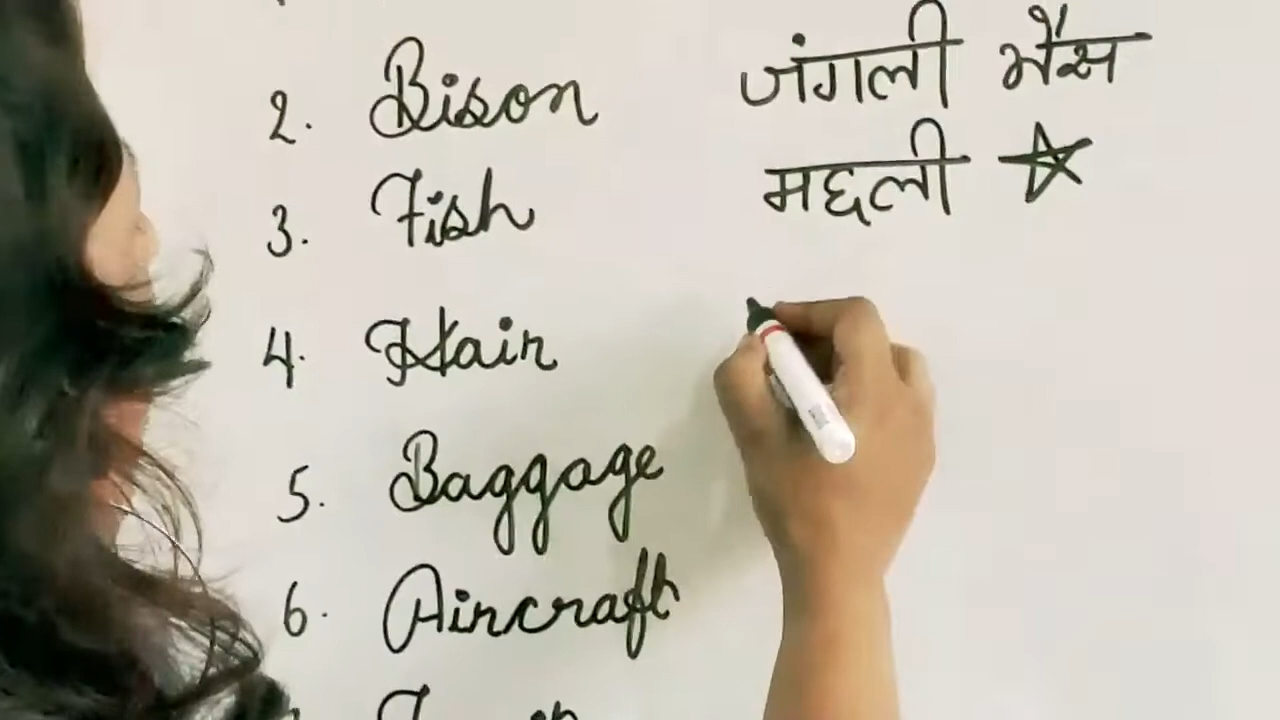 2. Bison जंगली भैंस
3. Fish मछली
4. Hair
5. Baggage
6. Aircraft